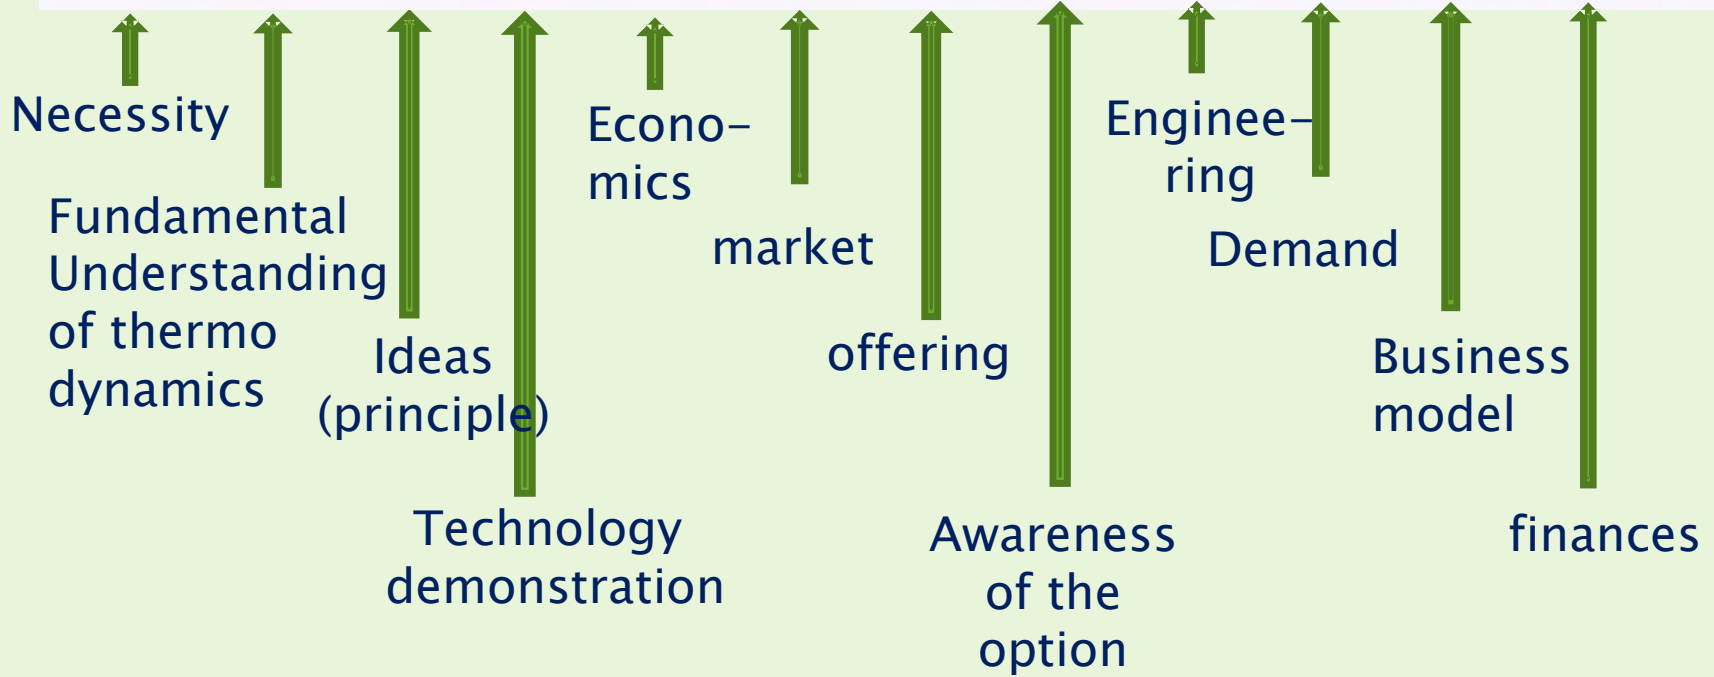 Necessity
Fundamental
Understanding
of thermo
dynamics
Ideas
(principle)
Technology
demonstration
Econo-
mics
market
offering
Awareness
of the
option
Enginee-
ring
Demand
Business
model
finances